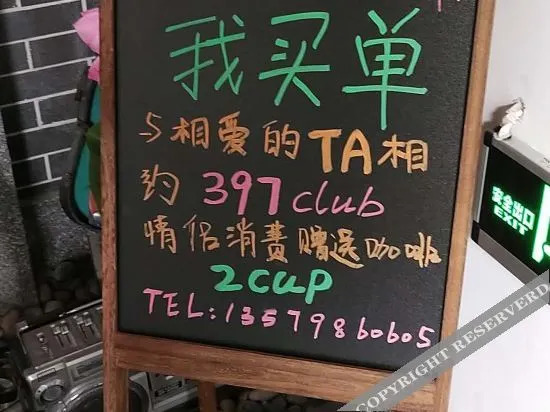 我买单
与相爱的TA相
约 397 club
情侣消费赠送咖啡
2cup
TEL:13579860605
安全出口
EXIT
COPYRIGHT RESERVED